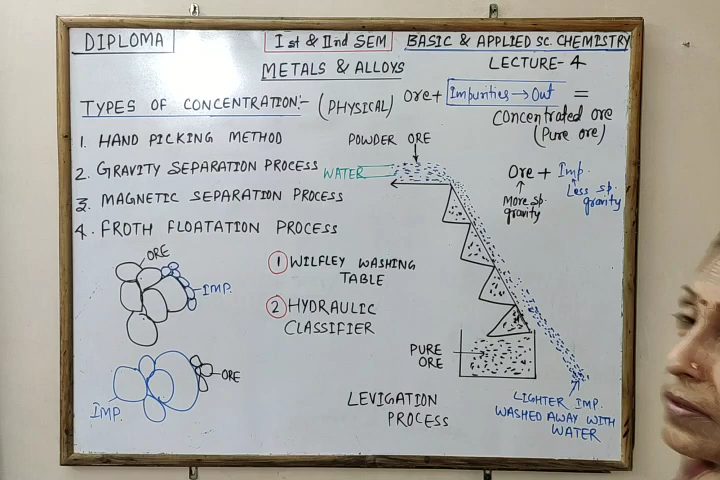 DIPLOMA
Ist & IInd SEM
BASIC & APPLIED SC. CHEMISTRY
METALS & ALLOYS
LECTURE-4
TYPES OF CONCENTRATION:- (PHYSICAL)
Ore + Impurities → Out =
Concentrated ore
(Pure ore)
1. HAND PICKING METHOD
2. GRAVITY SEPARATION PROCESS
3. MAGNETIC SEPARATION PROCESS
4. FROTH FLOATATION PROCESS
POWDER ORE
WATER
Ore + Imp.
More sp. gravity
Less sp. gravity
ORE
IMP.
1 WILFLEY WASHING
TABLE
2 HYDRAULIC
CLASSIFIER
IMP.
ORE
PURE
ORE
LEVIGATION
PROCESS
LIGHTER IMP.
WASHED AWAY WITH
WATER